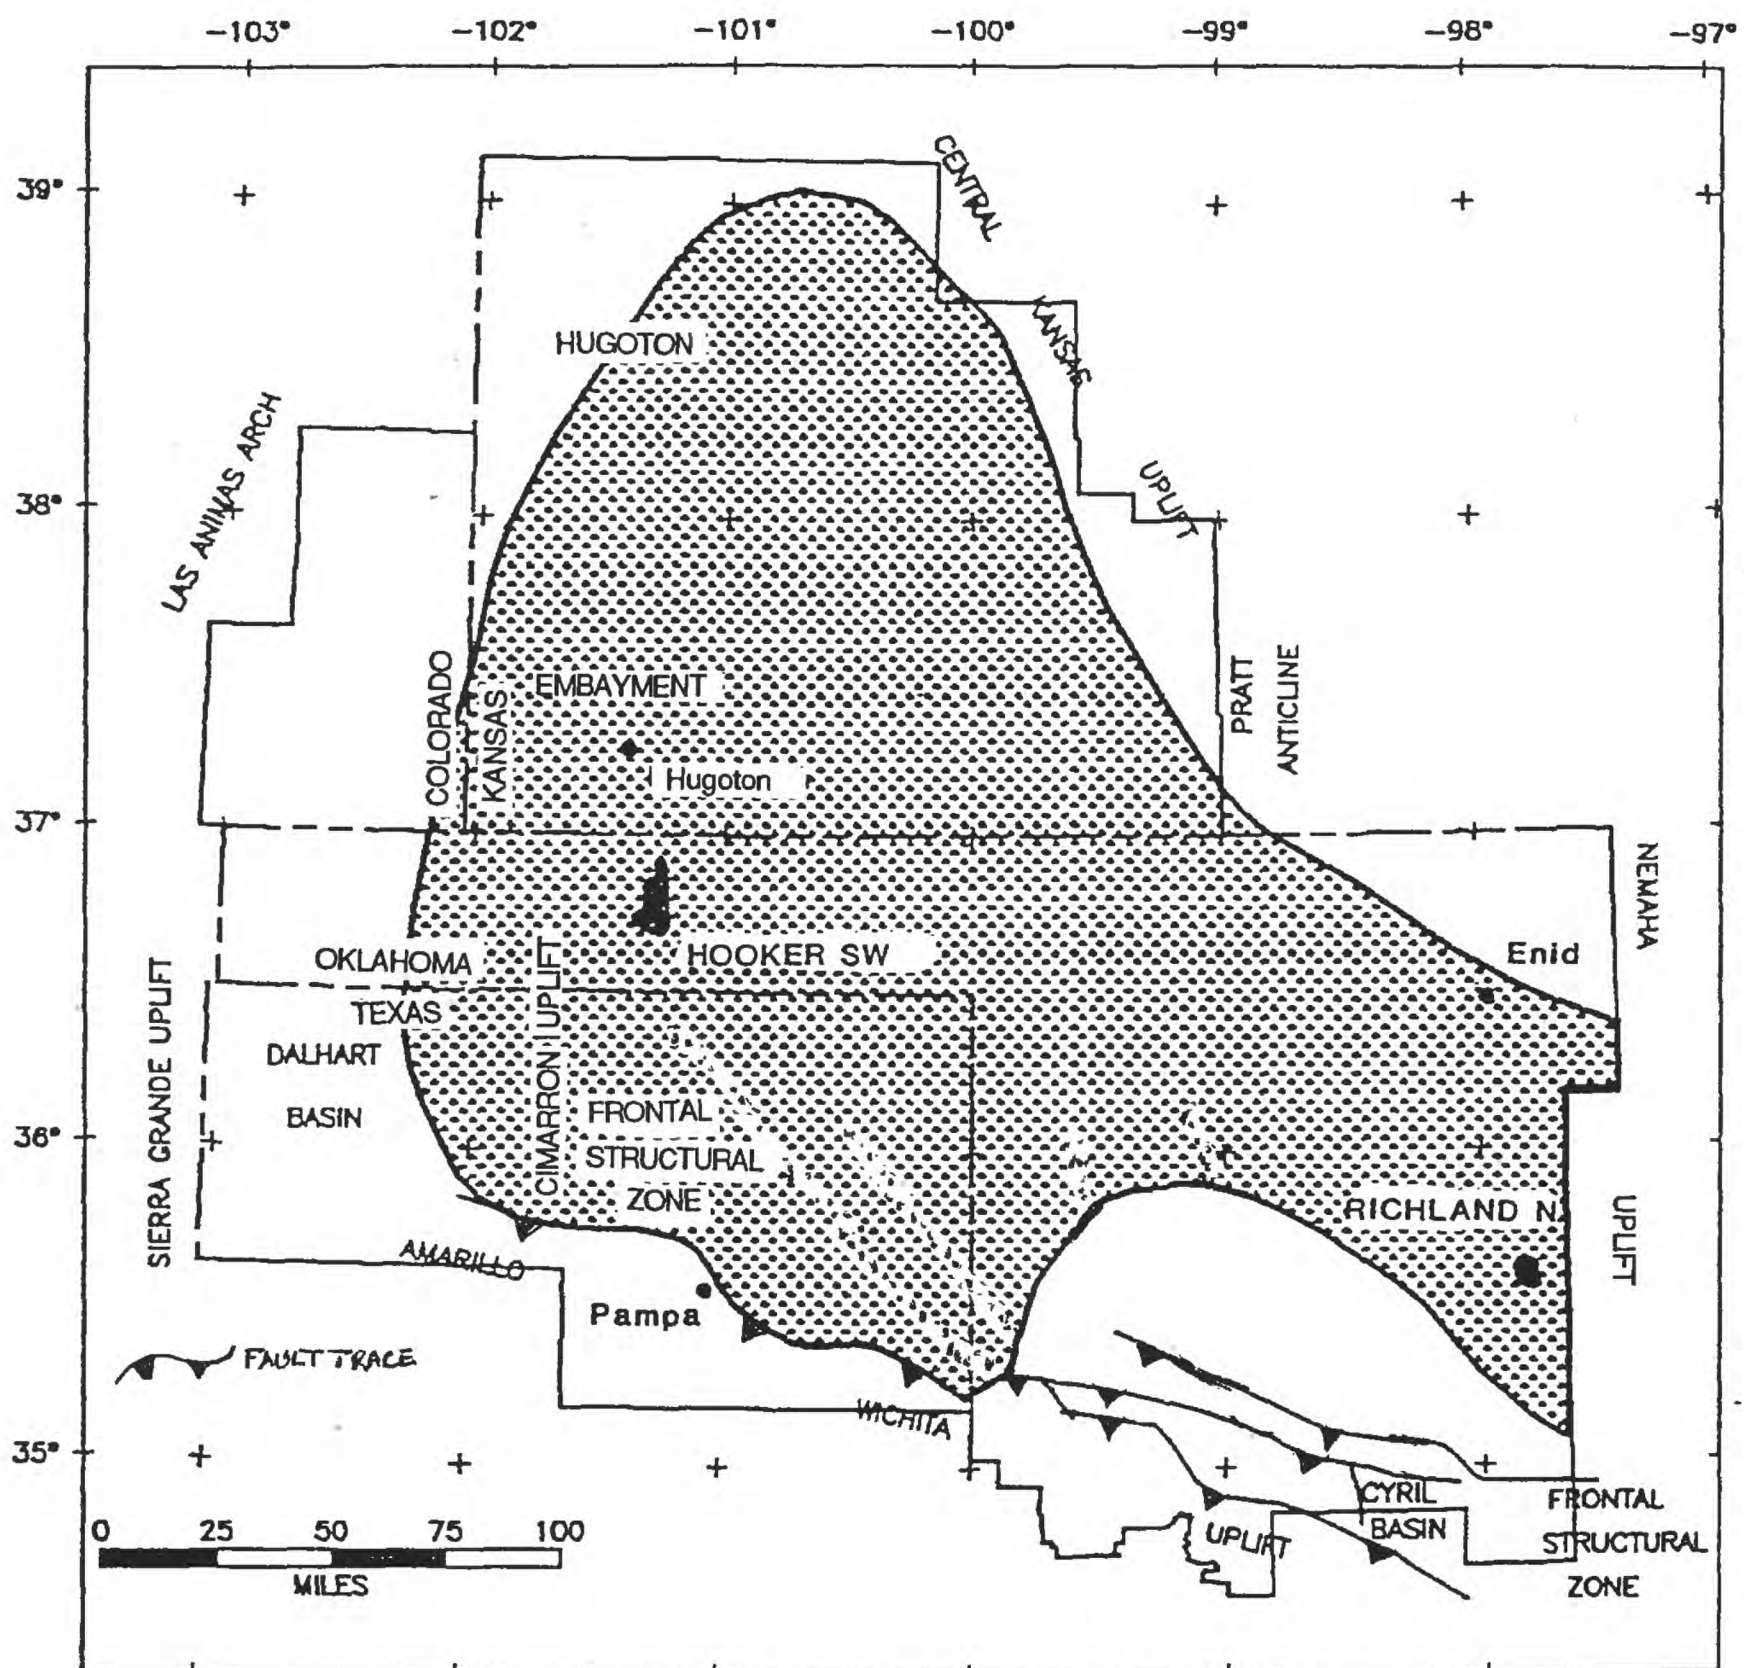 -103° -102° -101° -100° -99° -98° -97°
39°
CENTRAL
KANSAS
HUGOTON
LAS ANIMAS ARCH
38°
UPLIFT
COLORADO
KANSAS
EMBAYMENT
PRATT
ANTICLINE
Hugoton
37°
NEMAHA
OKLAHOMA
HOOKER SW
Enid
TEXAS
CIMARRON UPLIFT
SIERRA GRANDE UPLIFT
DALHART
BASIN
36°
FRONTAL
STRUCTURAL
ZONE
RICHLAND N.
UPLIFT
AMARILLO
Pampa
FAULT TRACE
WICHITA
35°
CYRIL
BASIN
UPLIFT
FRONTAL
STRUCTURAL
ZONE
0 25 50 75 100
MILES